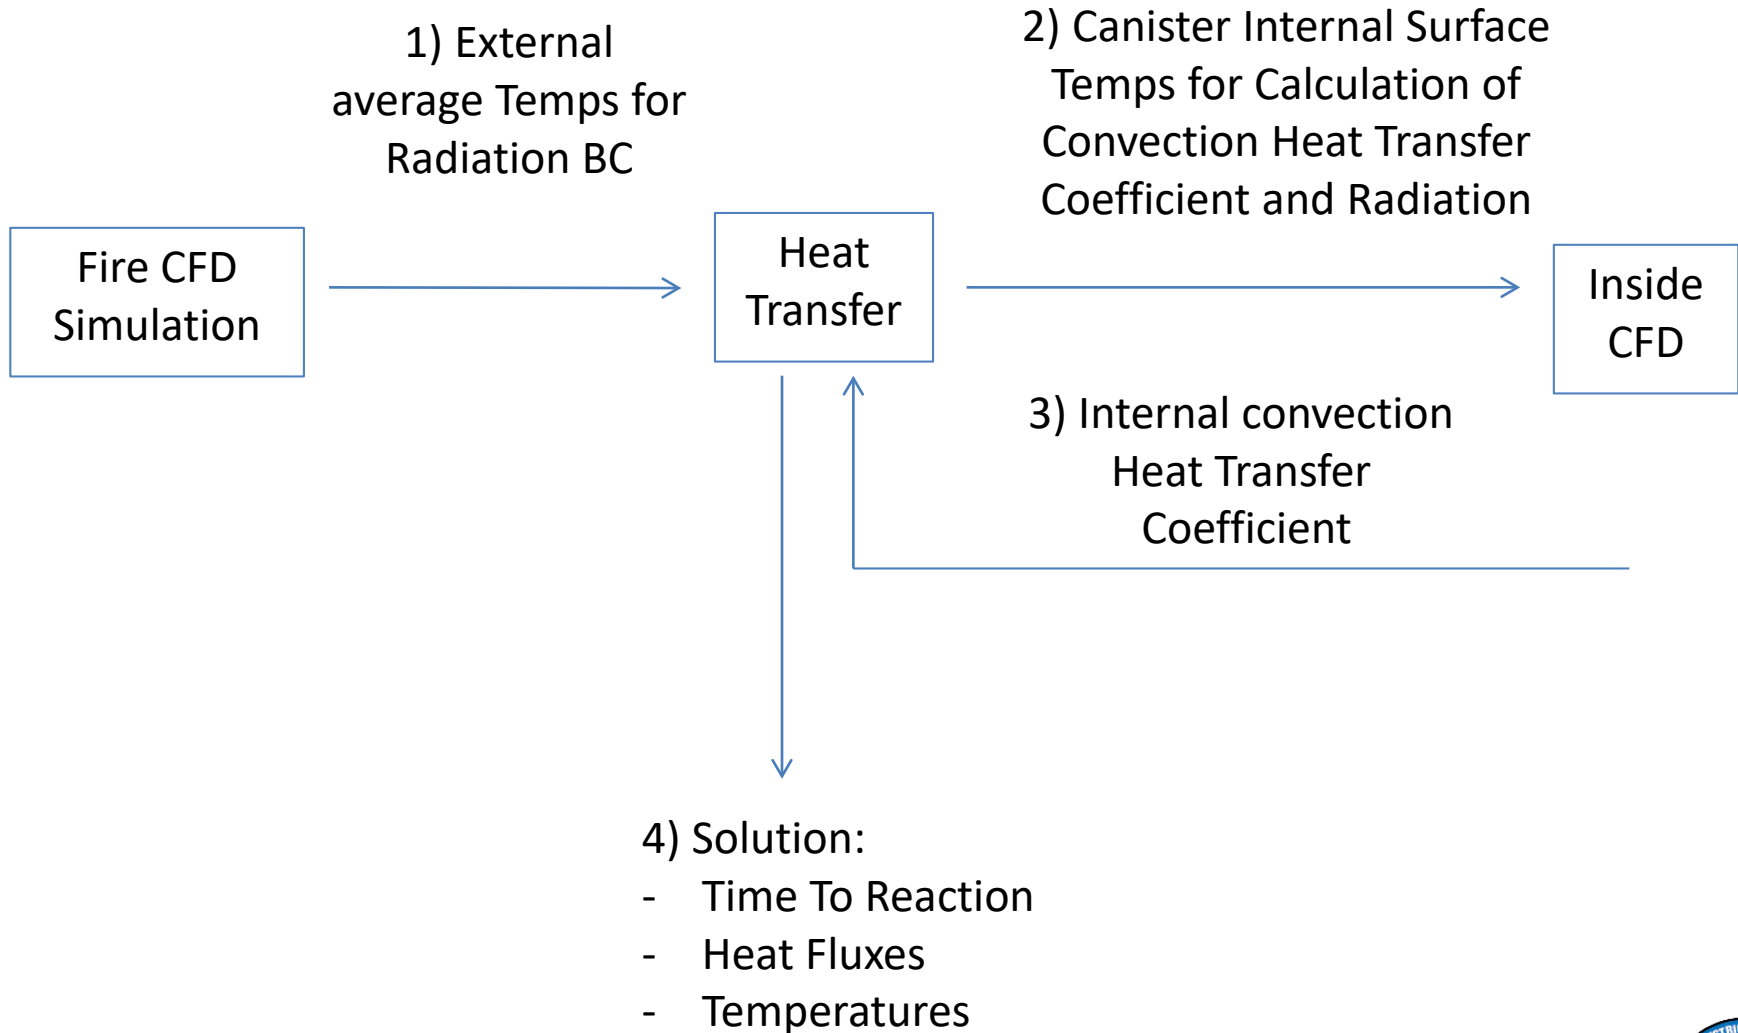 1) External
average Temps for
Radiation BC
2) Canister Internal Surface
Temps for Calculation of
Convection Heat Transfer
Coefficient and Radiation
Fire CFD
Simulation
Heat
Transfer
Inside
CFD
3) Internal convection
Heat Transfer
Coefficient
4) Solution:
- Time To Reaction
- Heat Fluxes
- Temperatures